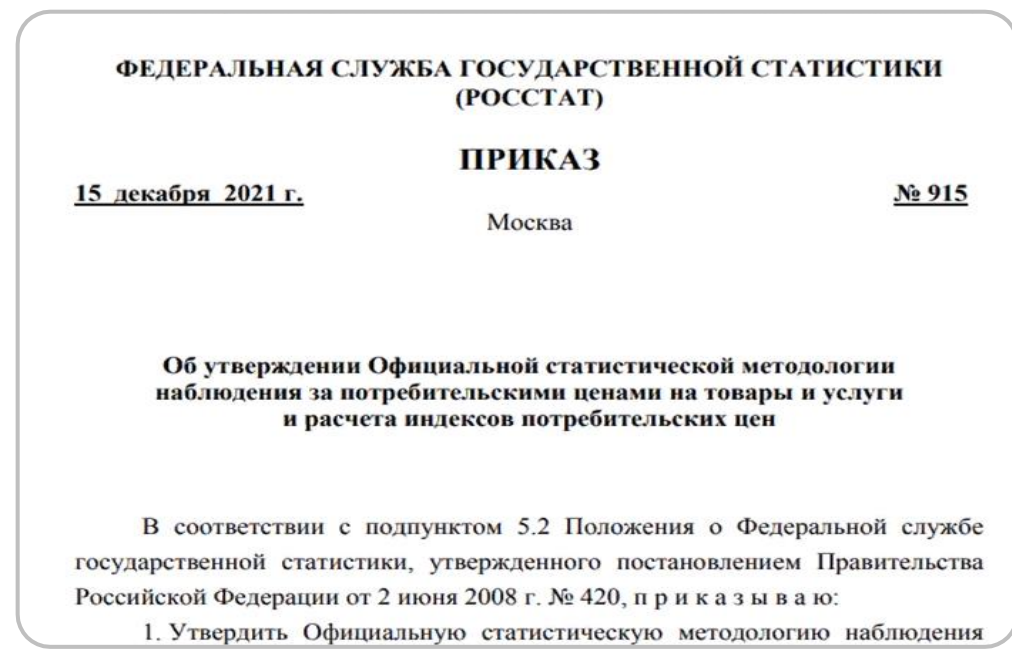 ФЕДЕРАЛЬНАЯ СЛУЖБА ГОСУДАРСТВЕННОЙ СТАТИСТИКИ
(РОССТАТ)
ПРИКАЗ
15 декабря 2021 г. № 915
Москва
Об утверждении Официальной статистической методологии
наблюдения за потребительскими ценами на товары и услуги
и расчета индексов потребительских цен
В соответствии с подпунктом 5.2 Положения о Федеральной службе
государственной статистики, утвержденного постановлением Правительства
Российской Федерации от 2 июня 2008 г. № 420, п р и к а з ы в а ю:
1. Утвердить Официальную статистическую методологию наблюдения